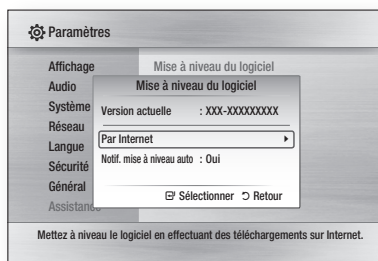 Paramètres
Affichage
Mise à niveau du logiciel
Audio
Mise à niveau du logiciel
Système
Version actuelle : XXX-XXXXXXXXX
Réseau
Par Internet
Langue
Notif. mise à niveau auto : Oui
Sécurité
Général
Sélectionner Retour
Assistance
Mettez à niveau le logiciel en effectuant des téléchargements sur Internet.